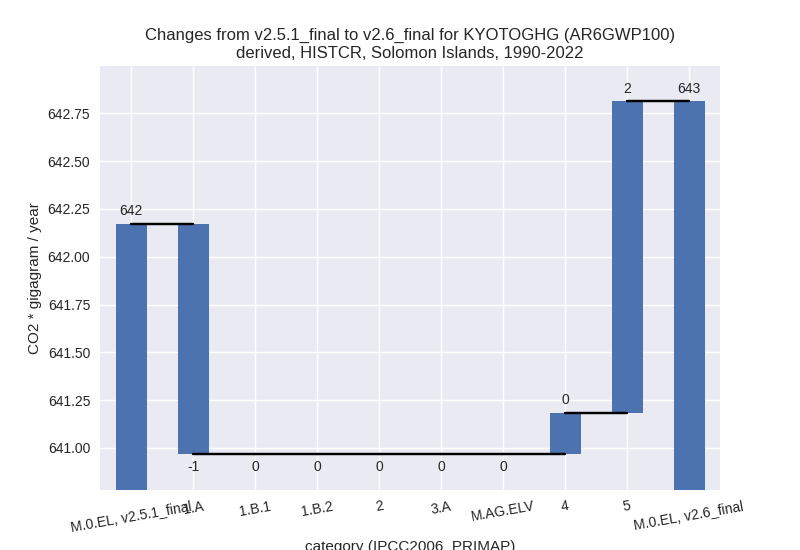 Changes from v2.5.1_final to v2.6_final for KYOTOGHG (AR6GWP100)
derived, HISTCR, Solomon Islands, 1990-2022
CO2 * gigagram / year
642.75
642.50
642.25
642.00
641.75
641.50
641.25
641.00
642
-1
0
0
0
0
0
0
2
643
M.0.EL, v2.5.1_final
1.A
1.B.1
1.B.2
2
3.A
M.AG.ELV
4
5
M.0.EL, v2.6_final
category (IPCC2006_PRIMAP)